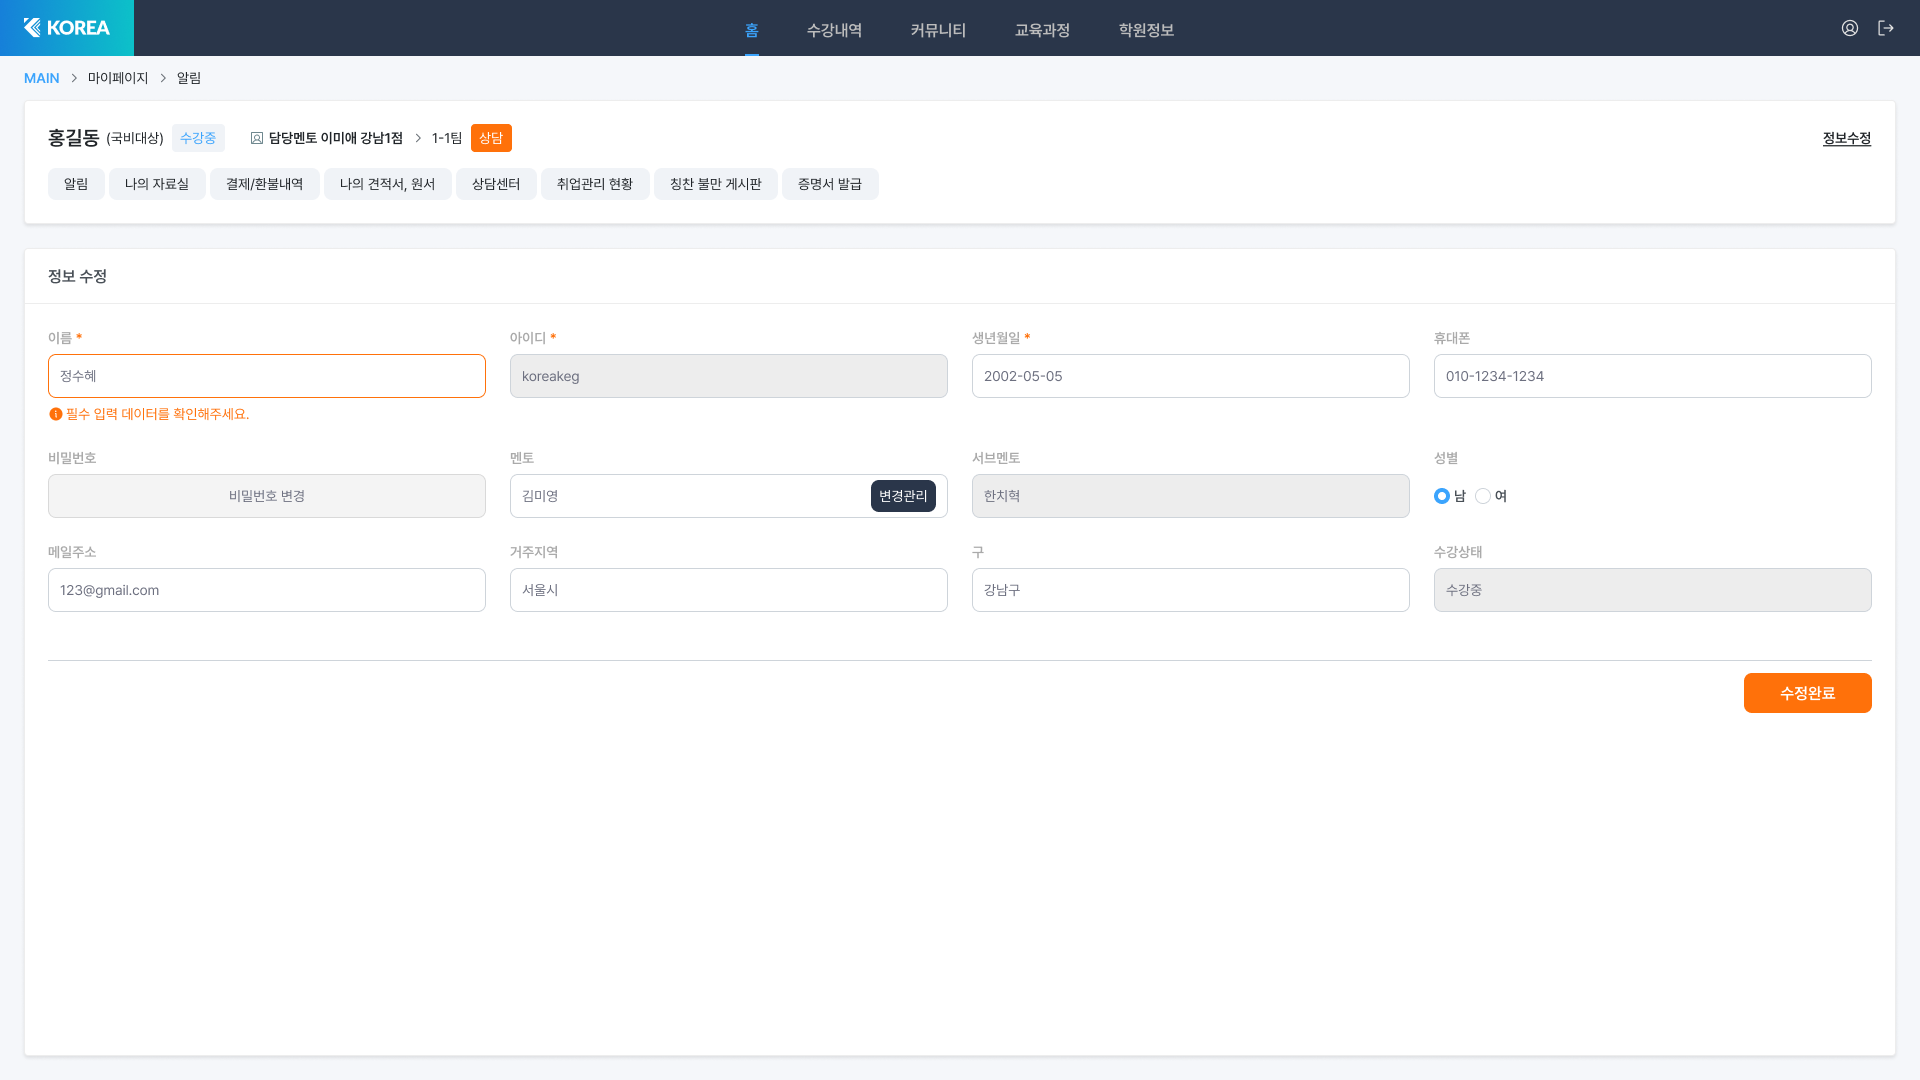 KOREA
홈 수강내역 커뮤니티 교육과정 학원정보
MAIN > 마이페이지 > 알림
홍길동 (국비대상) 수강중 담당멘토 이미애 강남1점 > 1-1팀 상담 정보수정
알림 나의 자료실 결제/환불내역 나의 견적서, 원서 상담센터 취업관리 현황 칭찬 불만 게시판 증명서 발급
정보 수정
이름 * 아이디 * 생년월일 * 휴대폰
정수혜 koreakeg 2002-05-05 010-1234-1234
필수 입력 데이터를 확인해주세요.
비밀번호 멘토 서브멘토 성별
비밀번호 변경 김미영 변경관리 한치혁 남 여
메일주소 거주지역 구 수강상태
123@gmail.com 서울시 강남구 수강중
수정완료